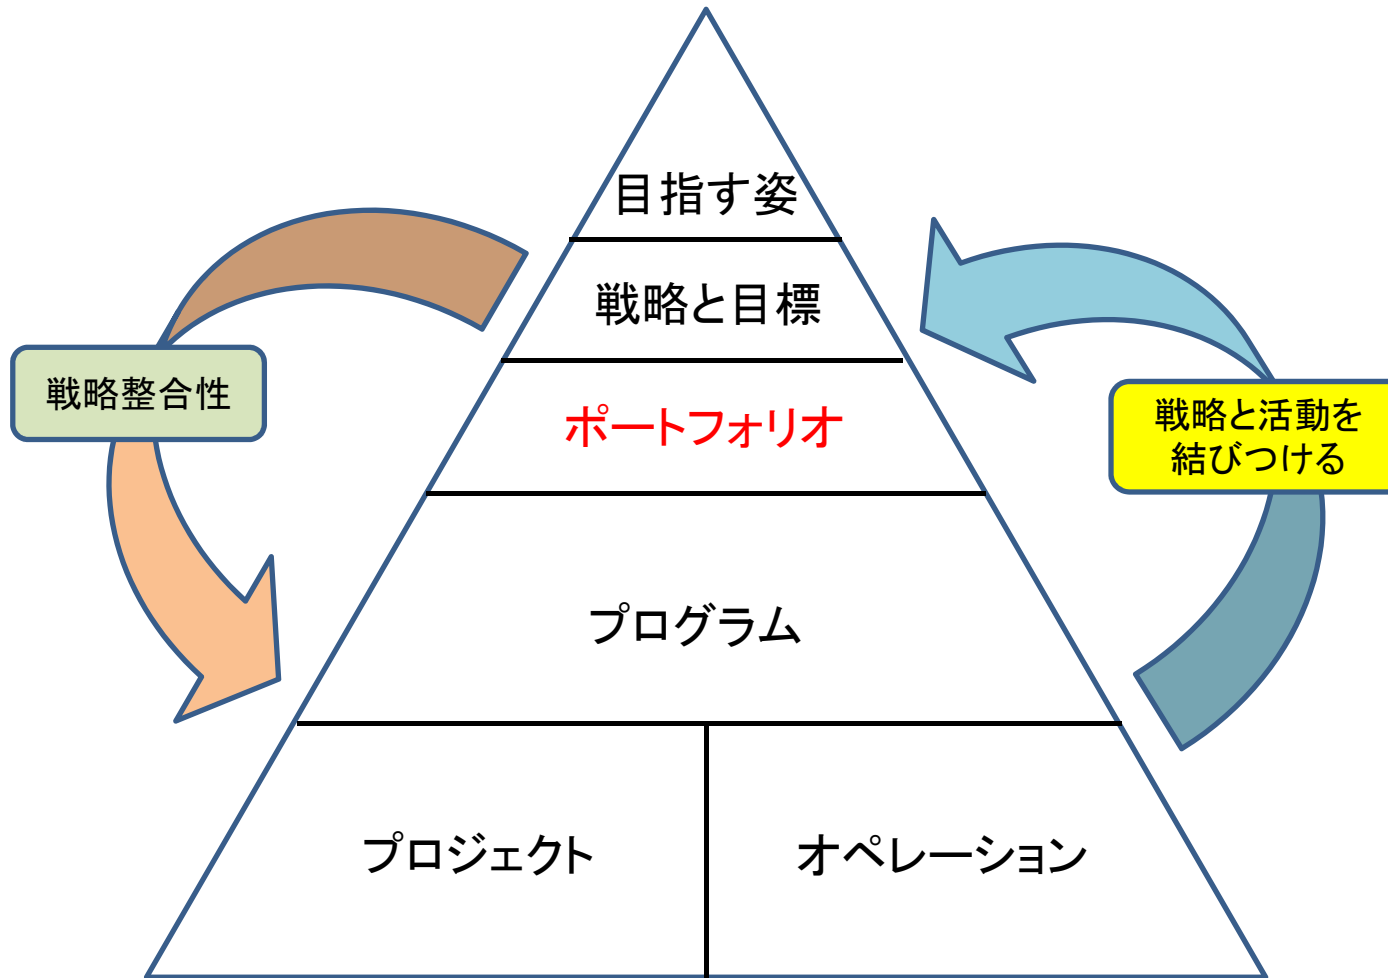 目指す姿
戦略と目標
戦略整合性
ポートフォリオ
戦略と活動を
結びつける
プログラム
プロジェクト
オペレーション